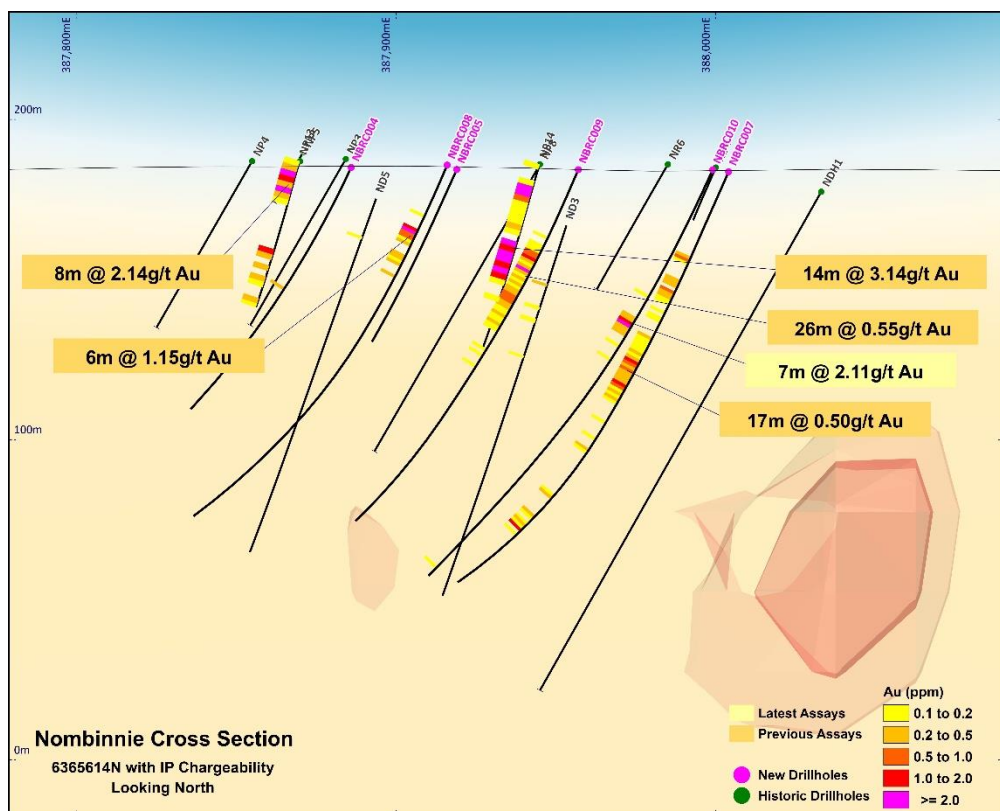 387,800mE
387,900mE
388,000mE
200m
NP4
NP5
NP3
NBRC004
ND5
NBRC008
NBRC005
NBRC009
ND3
NR6
NBRC010
NBRC007
NDH1
8m @ 2.14g/t Au
14m @ 3.14g/t Au
26m @ 0.55g/t Au
6m @ 1.15g/t Au
7m @ 2.11g/t Au
17m @ 0.50g/t Au
100m
0m
Nombinnie Cross Section
6365614N with IP Chargeability
Looking North
Latest Assays
Previous Assays
New Drillholes
Historic Drillholes
Au (ppm)
0.1 to 0.2
0.2 to 0.5
0.5 to 1.0
1.0 to 2.0
>= 2.0